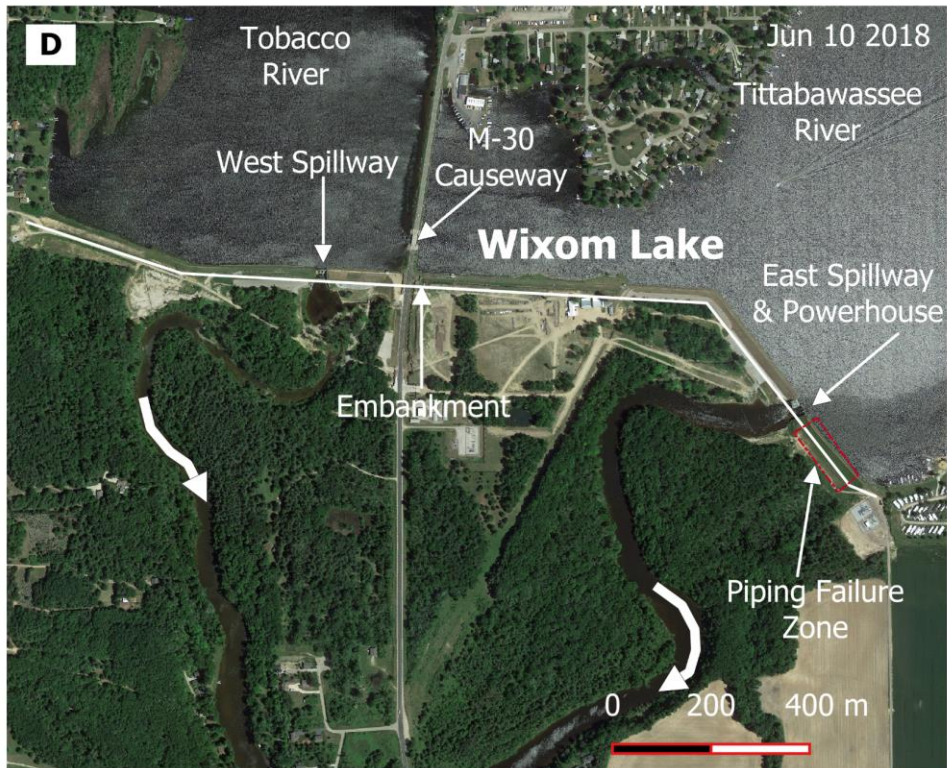 D
Tobacco
River
Jun 10 2018
Tittabawassee
River
West Spillway
M-30
Causeway
Wixom Lake
East Spillway
& Powerhouse
Embankment
Piping Failure
Zone
0 200 400 m